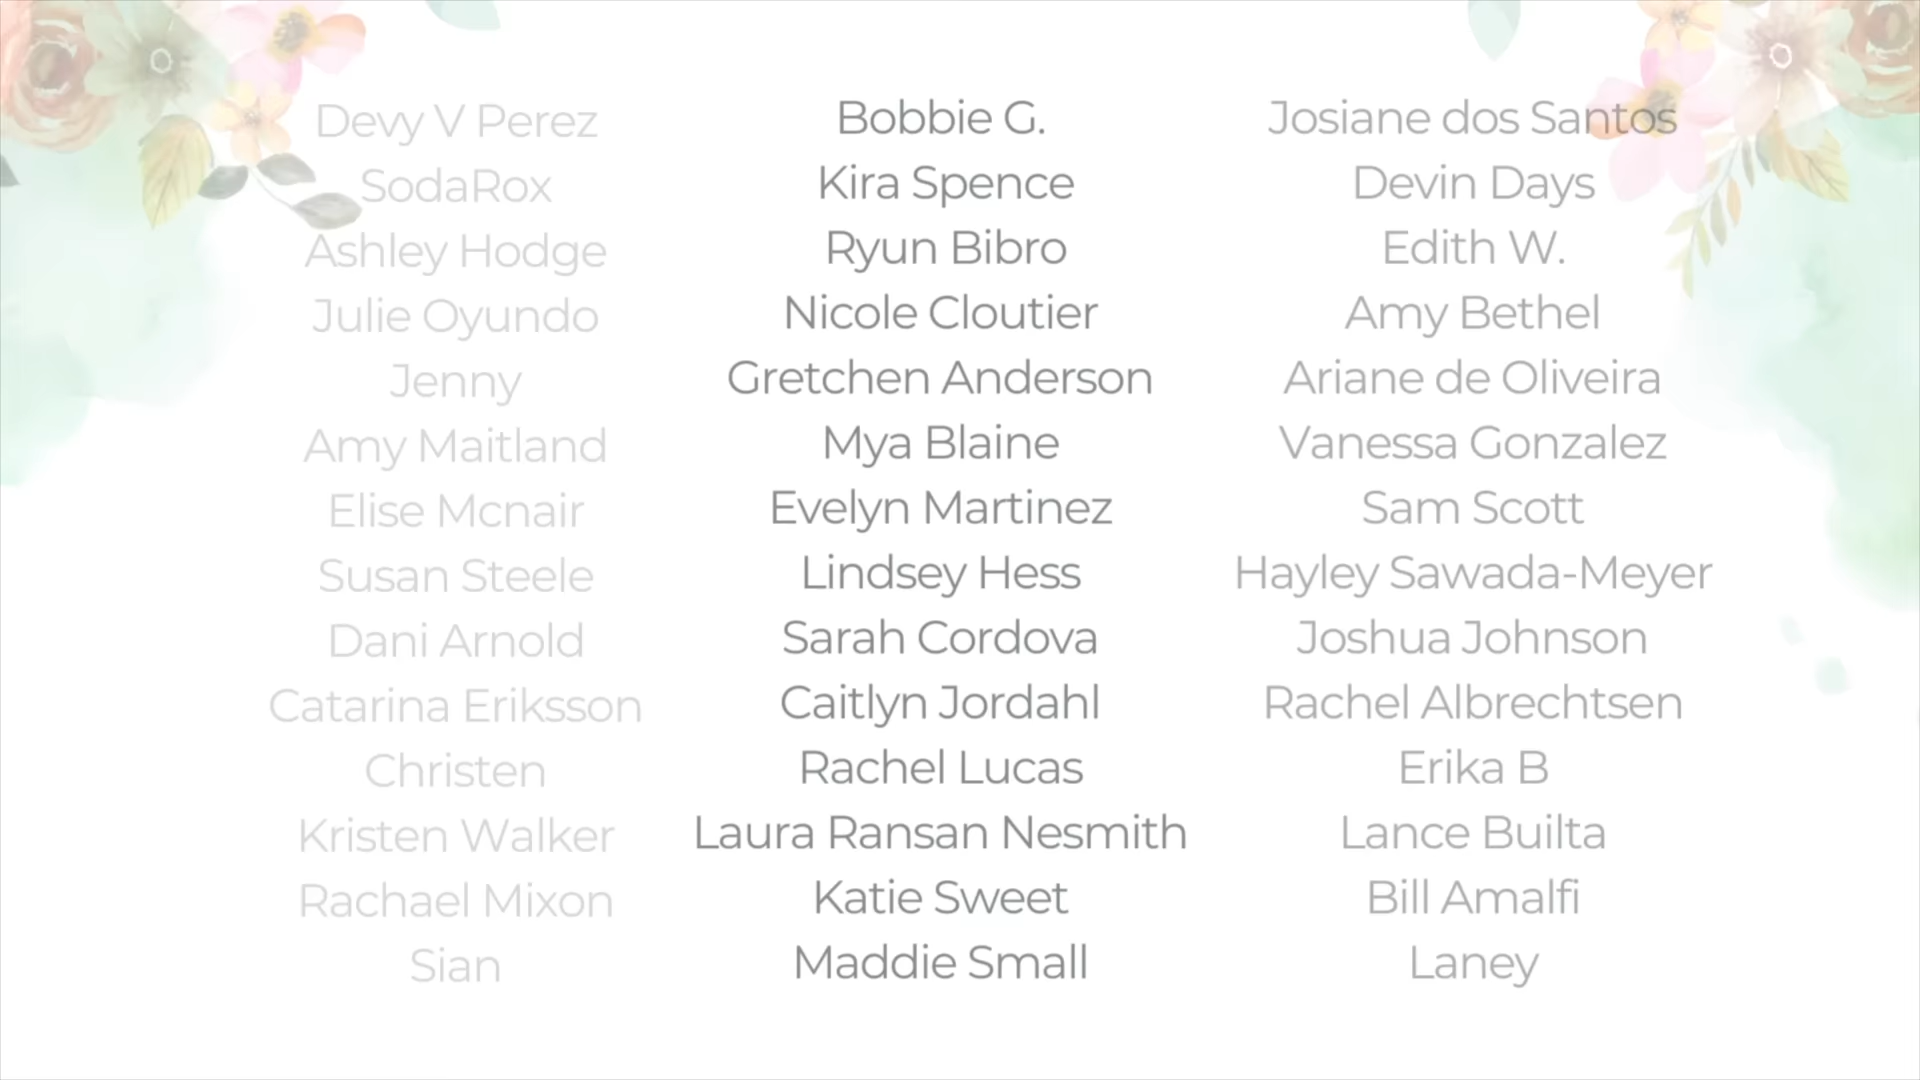 Devy V Perez
SodaRox
Ashley Hodge
Julie Oyundo
Jenny
Amy Maitland
Elise Mcnair
Susan Steele
Dani Arnold
Catarina Eriksson
Christen
Kristen Walker
Rachael Mixon
Sian
Bobbie G.
Kira Spence
Ryun Bibro
Nicole Cloutier
Gretchen Anderson
Mya Blaine
Evelyn Martinez
Lindsey Hess
Sarah Cordova
Caitlyn Jordahl
Rachel Lucas
Laura Ransan Nesmith
Katie Sweet
Maddie Small
Josiane dos Santos
Devin Days
Edith W.
Amy Bethel
Ariane de Oliveira
Vanessa Gonzalez
Sam Scott
Hayley Sawada-Meyer
Joshua Johnson
Rachel Albrechtsen
Erika B
Lance Builta
Bill Amalfi
Laney